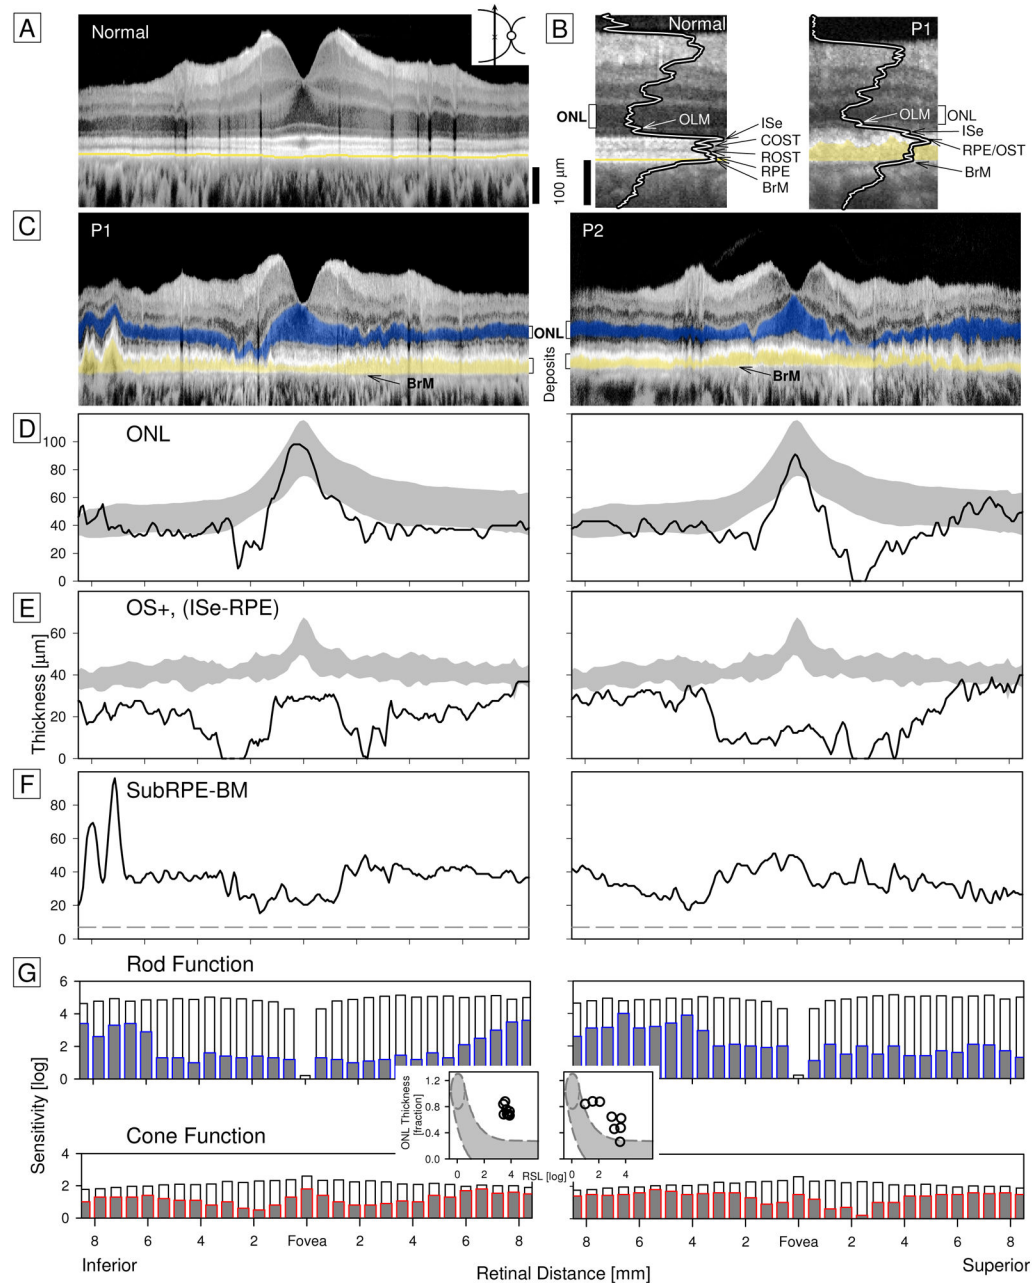 A
Normal
100 µm
B
Normal
P1
ONL
OLM
ISe
COST
ROST
RPE
BrM
OLM
ONL
ISe
RPE/OST
BrM
C
P1
P2
ONL
Deposits
BrM
BrM
D
ONL
100
80
60
40
20
0
E
OS+, (ISe-RPE)
60
40
20
0
Thickness [µm]
F
SubRPE-BM
80
60
40
20
0
G
Rod Function
6
4
2
0
Sensitivity [log]
ONL Thickness
[fraction]
1.2
0.8
0.4
0.0
0 2 4
RSL [log]
0 2 4
Cone Function
4
2
0
8 6 4 2 Fovea 2 4 6 8
8 6 4 2 Fovea 2 4 6 8
Inferior
Superior
Retinal Distance [mm]